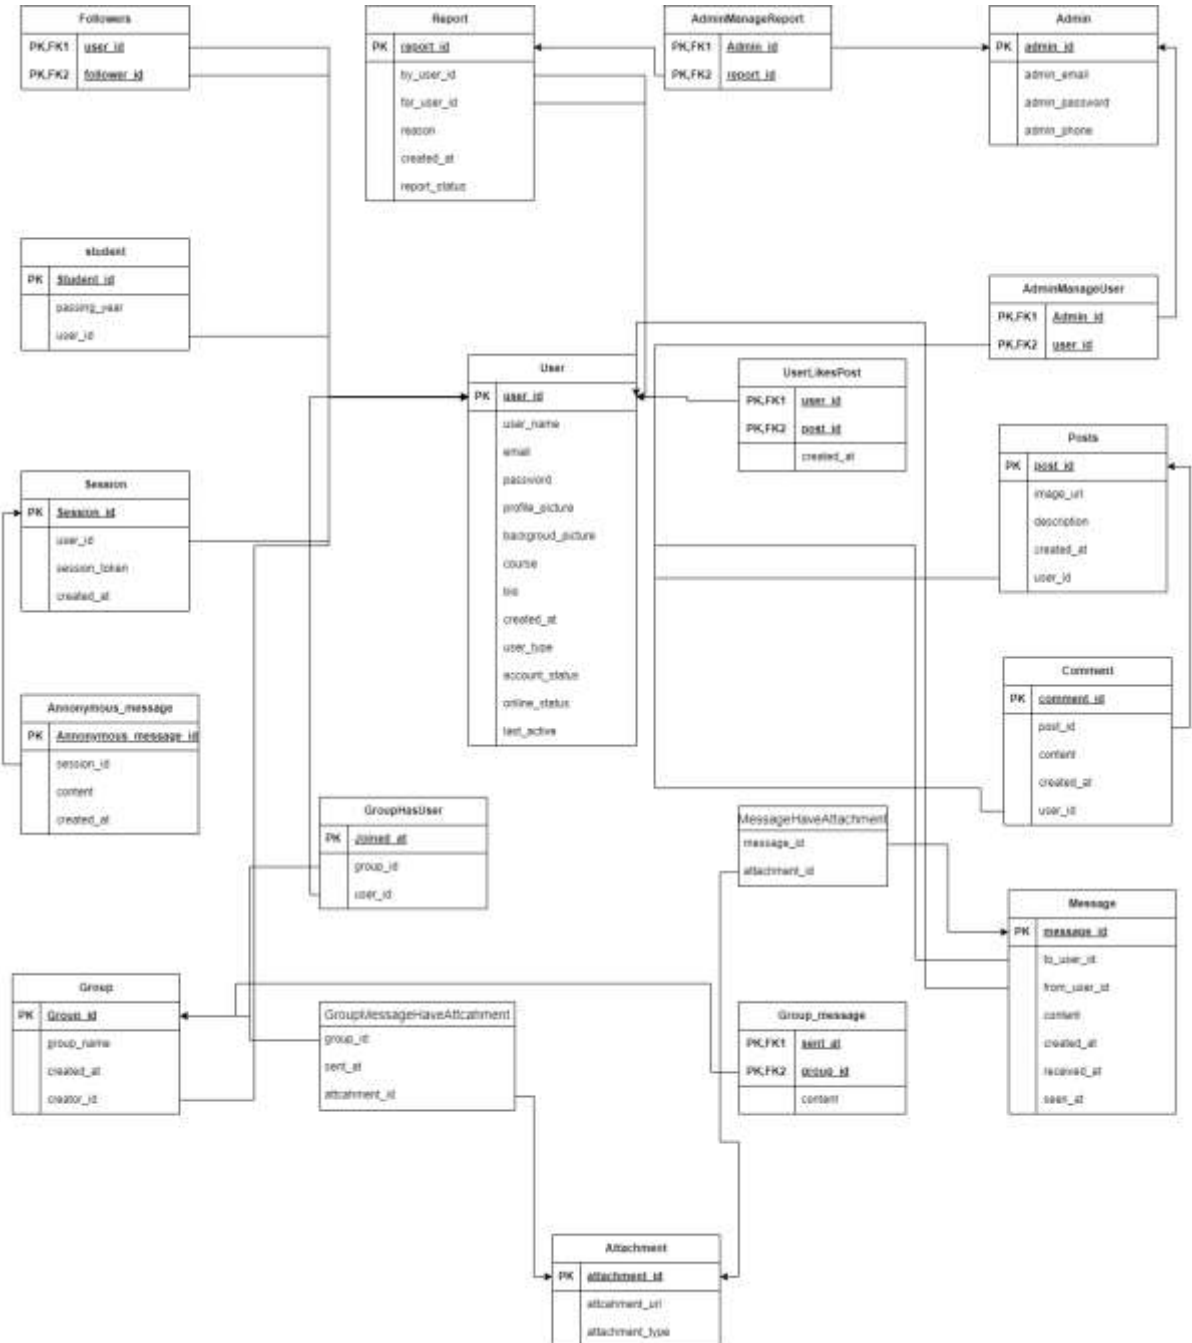 Followers
PK,FK1 user_id
PK,FK2 follower_id
Report
PK report_id
by_user_id
for_user_id
reason
created_at
report_status
AdminManageReport
PK,FK1 Admin_id
PK,FK2 report_id
Admin
PK admin_id
admin_email
admin_password
admin_phone
student
PK Student_id
passing_year
user_id
AdminManageUser
PK,FK1 Admin_id
PK,FK2 user_id
User
PK user_id
user_name
email
password
profile_picture
backgroud_picture
course
bio
created_at
user_type
account_status
online_status
last_active
UserLikesPost
PK,FK1 user_id
PK,FK2 post_id
created_at
Posts
PK post_id
image_url
description
created_at
user_id
Session
PK Session_id
user_id
session_token
created_at
Comment
PK comment_id
post_id
content
created_at
user_id
Annonymous_message
PK Annonymous_message_id
session_id
content
created_at
GroupHasUser
PK Joined_at
group_id
user_id
MessageHaveAttachment
message_id
attachment_id
Message
PK message_id
to_user_id
from_user_id
content
created_at
received_at
seen_at
Group
PK Group_id
group_name
created_at
creator_id
GroupMessageHaveAttcahment
group_id
sent_at
attcahment_id
Group_message
PK,FK1 sent_at
PK,FK2 group_id
content
Attachment
PK attachment_id
attcahment_url
attachment_type